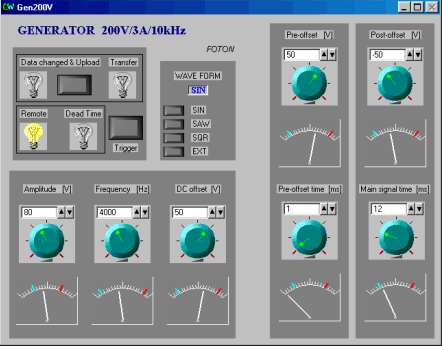 Gen200V
GENERATOR 200V/3A/10kHz
FOTON
Data changed & Upload Transfer
Remote Dead Time
Trigger
WAVE FORM
SIN
SIN
SAW
SQR
EXT
Amplitude [V] Frequency [Hz] DC offset [V]
80 4000 50
Pre-offset [V] Post-offset [V]
50 -50
Pre-offset time [ms] Main signal time [ms]
1 12